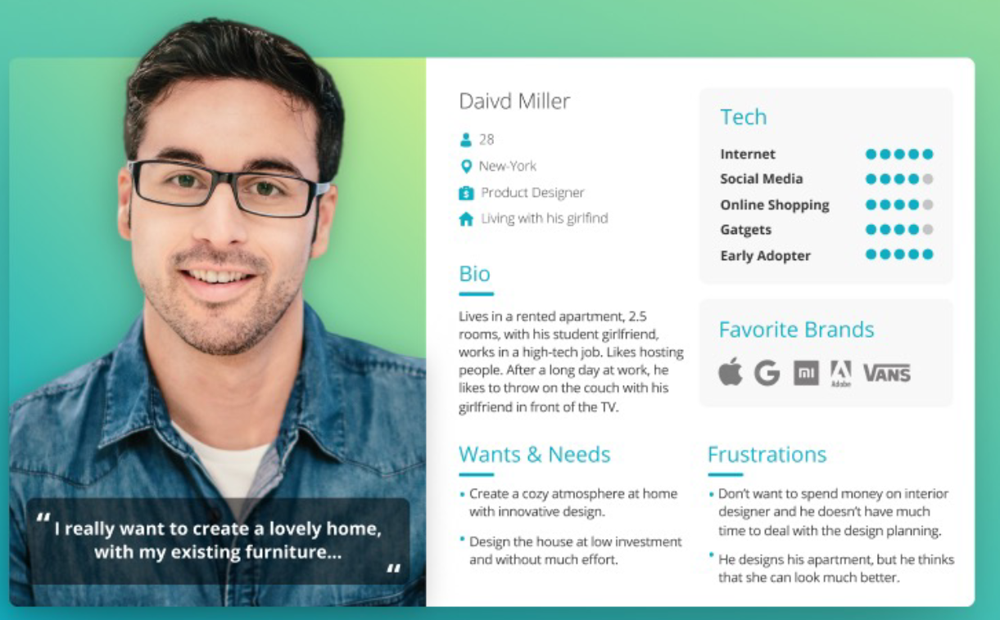 Daivd Miller
28
New-York
Product Designer
Living with his girlfind
Bio
Lives in a rented apartment, 2.5
rooms, with his student girlfriend,
works in a high-tech job. Likes hosting
people. After a long day at work, he
likes to throw on the couch with his
girlfriend in front of the TV.
Tech
Internet
Social Media
Online Shopping
Gatgets
Early Adopter
Favorite Brands
G mi Adobe VANS
Wants & Needs
• Create a cozy atmosphere at home
with innovative design.
• Design the house at low investment
and without much effort.
Frustrations
• Don't want to spend money on interior
designer and he doesn't have much
time to deal with the design planning.
• He designs his apartment, but he thinks
that she can look much better.
“ I really want to create a lovely home,
with my existing furniture... “